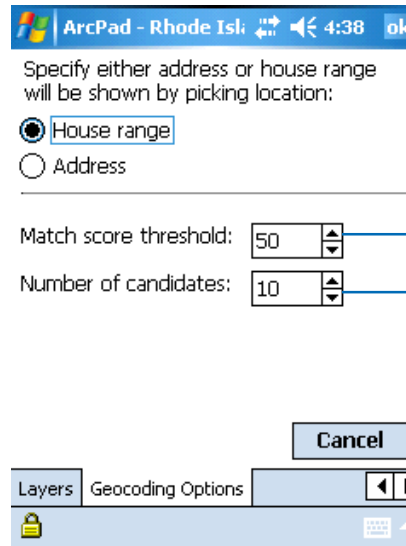 ArcPad - Rhode Isl 4:38 ok
Specify either address or house range
will be shown by picking location:
House range
Address
Match score threshold: 50
Number of candidates: 10
Cancel
Layers Geocoding Options